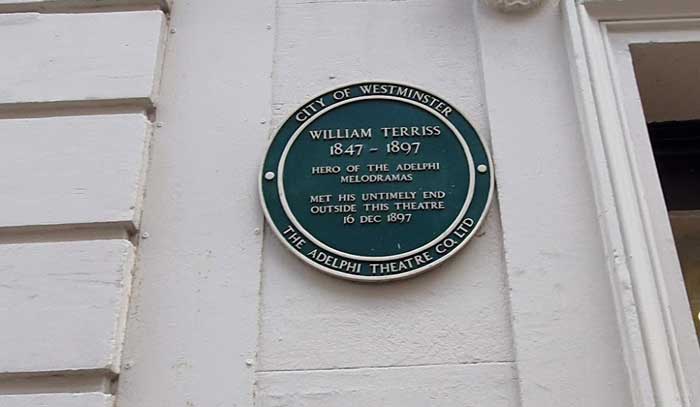 CITY OF WESTMINSTER
WILLIAM TERRISS
1847 - 1897
HERO OF THE ADELPHI
MELODRAMAS
MET HIS UNTIMELY END
OUTSIDE THIS THEATRE
16 DEC 1897
THE ADELPHI THEATRE CO. LTD